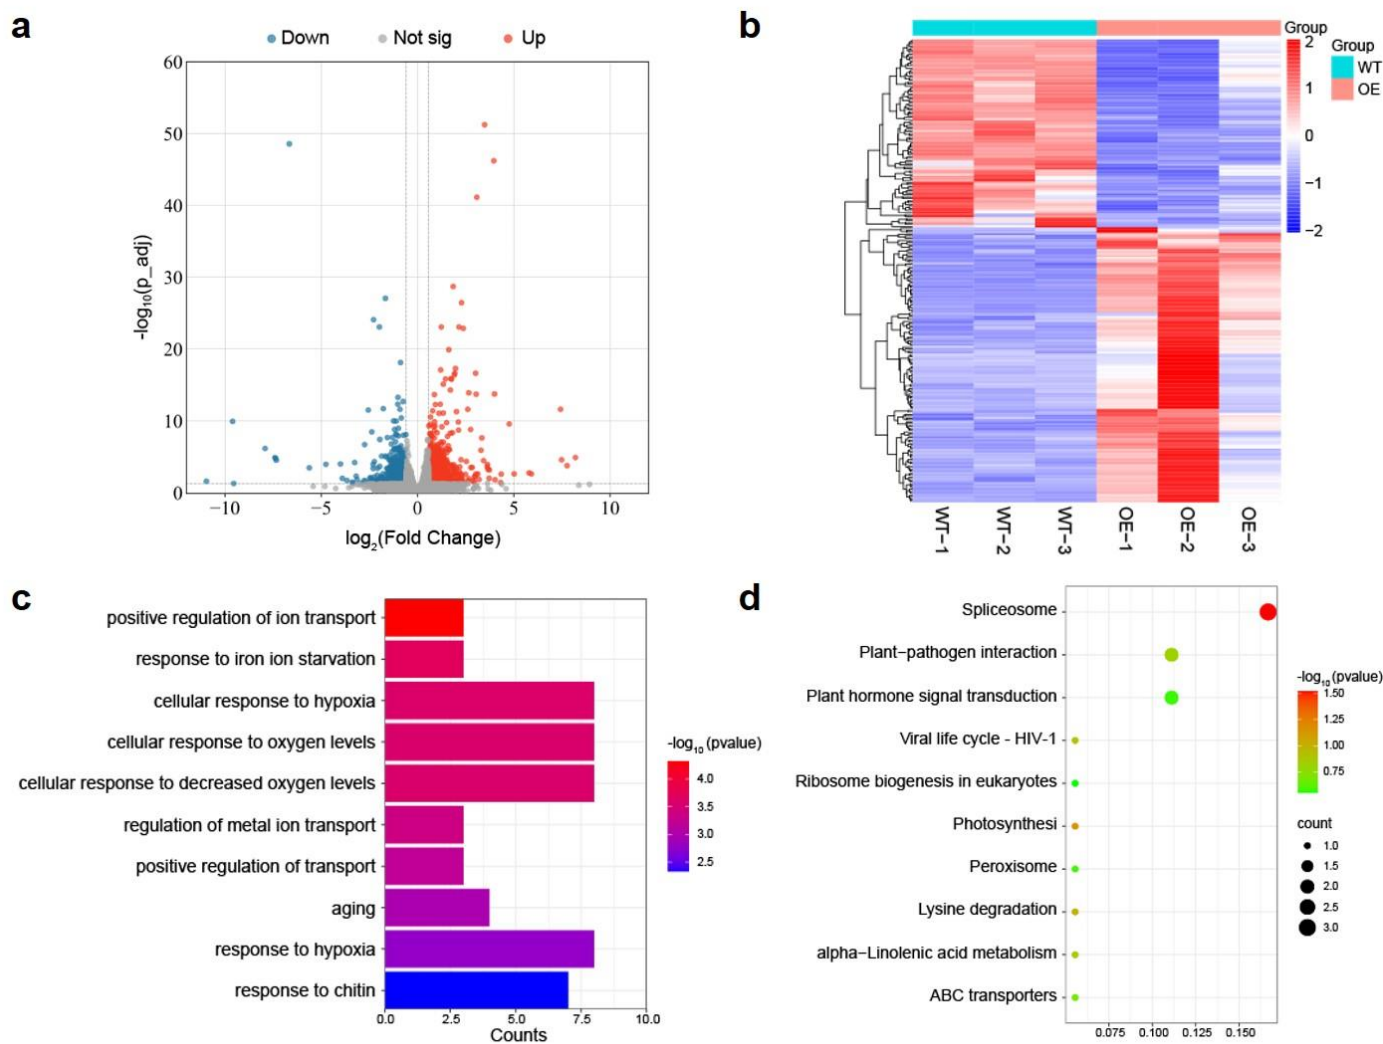 a
Down Not sig Up
60
50
40
30
20
10
0
-log10(p_adj)
−10 −5 0 5 10
log2(Fold Change)
b
Group
2
1
0
−1
−2
Group
WT
OE
WT−1 WT−2 WT−3 OE−1 OE−2 OE−3
c
positive regulation of ion transport
response to iron ion starvation
cellular response to hypoxia
cellular response to oxygen levels
cellular response to decreased oxygen levels
regulation of metal ion transport
positive regulation of transport
aging
response to hypoxia
response to chitin
0.0 2.5 5.0 7.5 10.0
Counts
-log10 (pvalue)
4.0
3.5
3.0
2.5
d
Spliceosome
Plant−pathogen interaction
Plant hormone signal transduction
Viral life cycle - HIV-1
Ribosome biogenesis in eukaryotes
Photosynthesi
Peroxisome
Lysine degradation
alpha−Linolenic acid metabolism
ABC transporters
0.075 0.100 0.125 0.150
-log10 (pvalue)
1.50
1.25
1.00
0.75
count
1.0
1.5
2.0
2.5
3.0